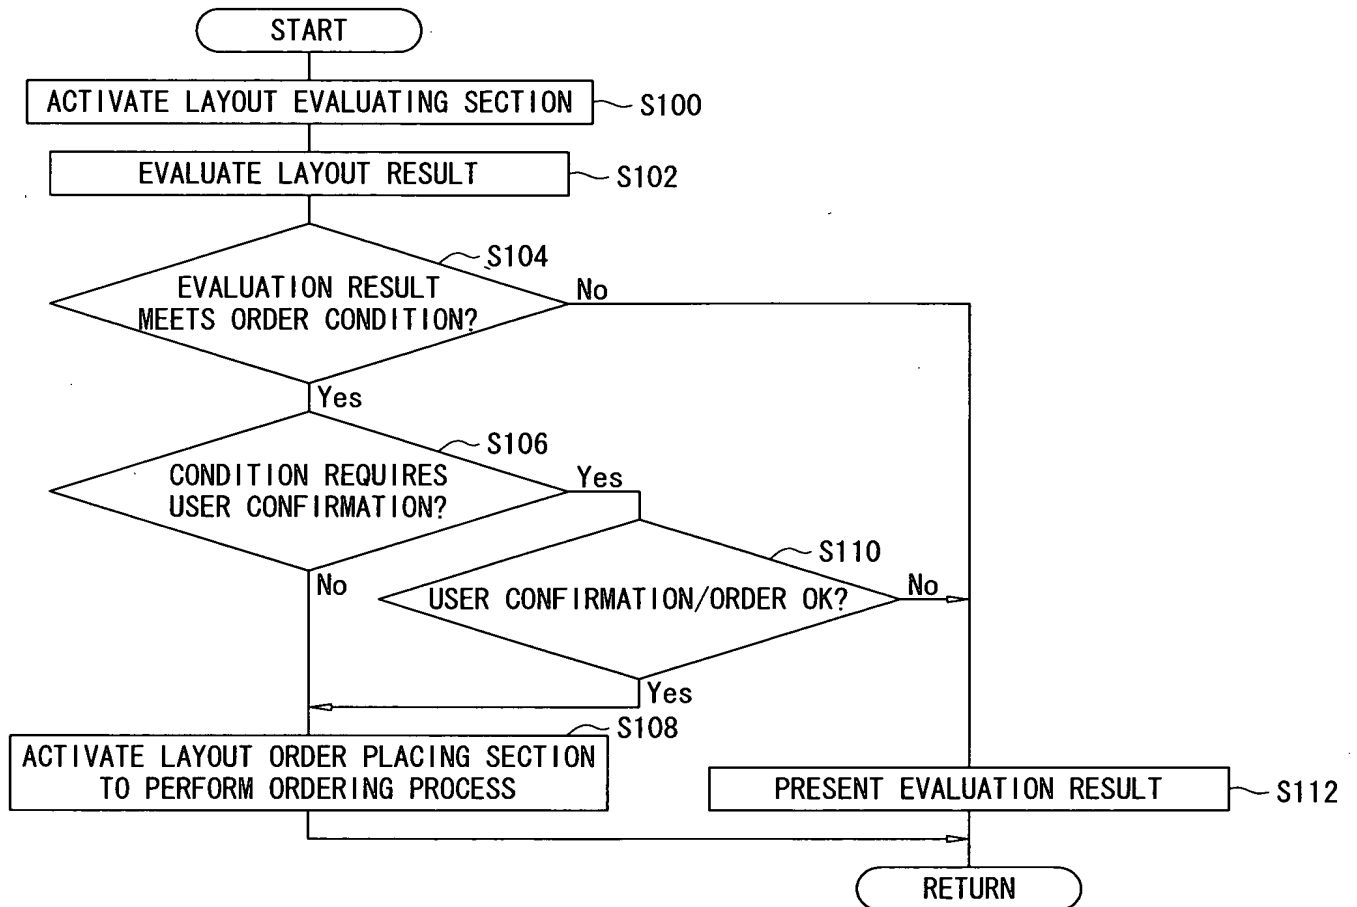 START
ACTIVATE LAYOUT EVALUATING SECTION
S100
EVALUATE LAYOUT RESULT
S102
S104
EVALUATION RESULT
MEETS ORDER CONDITION?
No
Yes
S106
CONDITION REQUIRES
USER CONFIRMATION?
Yes
No
S110
USER CONFIRMATION/ORDER OK?
No
Yes
S108
ACTIVATE LAYOUT ORDER PLACING SECTION
TO PERFORM ORDERING PROCESS
PRESENT EVALUATION RESULT
S112
RETURN